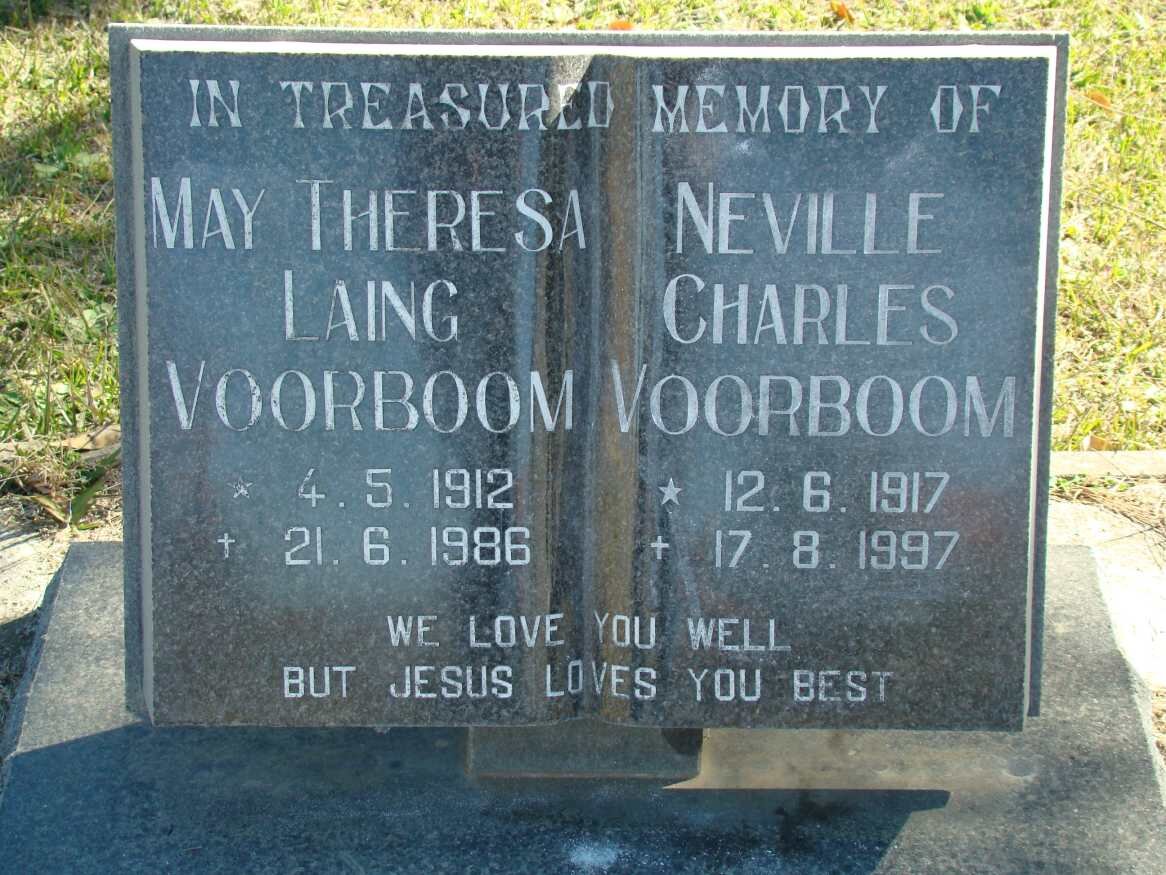 IN TREASURED MEMORY OF
MAY THERESA
LAING
VOORBOOM
* 4.5.1912
† 21.6.1986
NEVILLE
CHARLES
VOORBOOM
* 12.6.1917
† 17.8.1997
WE LOVE YOU WELL
BUT JESUS LOVES YOU BEST